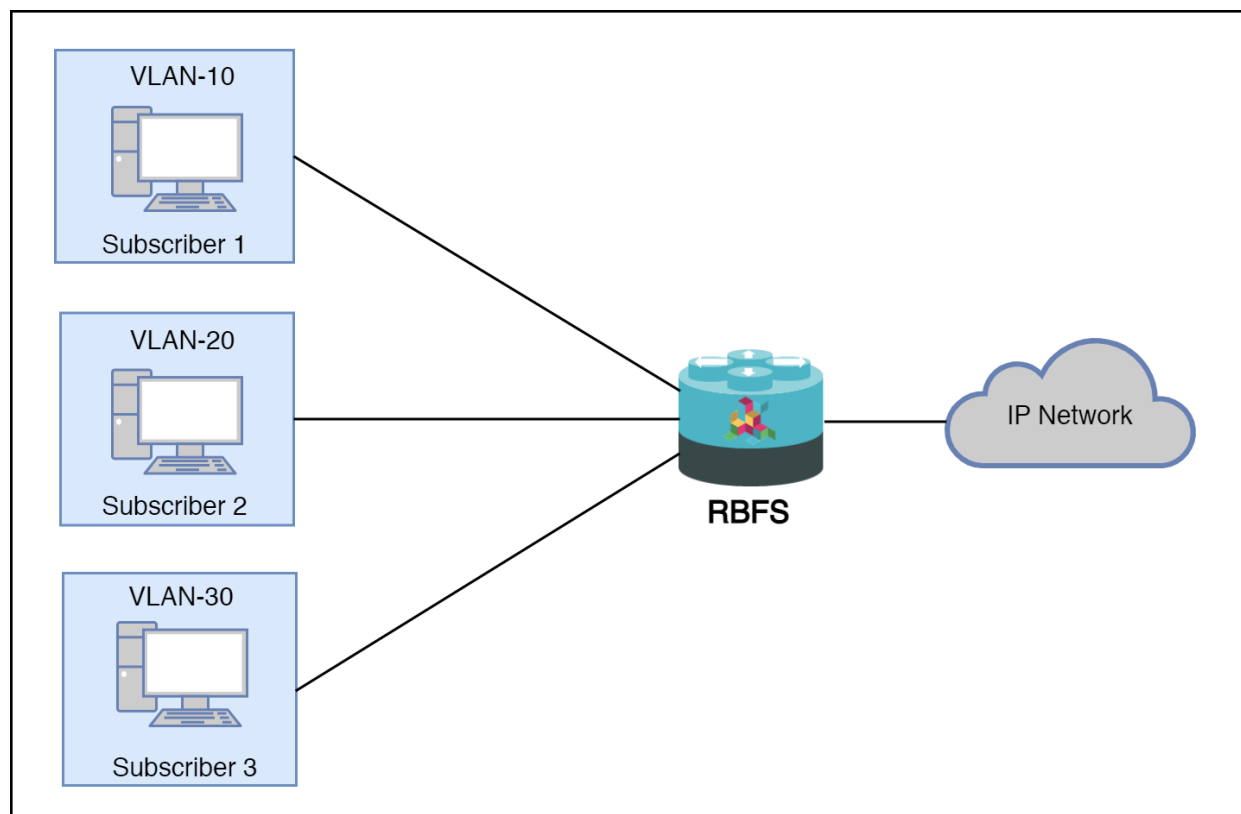 VLAN-10
Subscriber 1
VLAN-20
Subscriber 2
VLAN-30
Subscriber 3
RBFS
IP Network